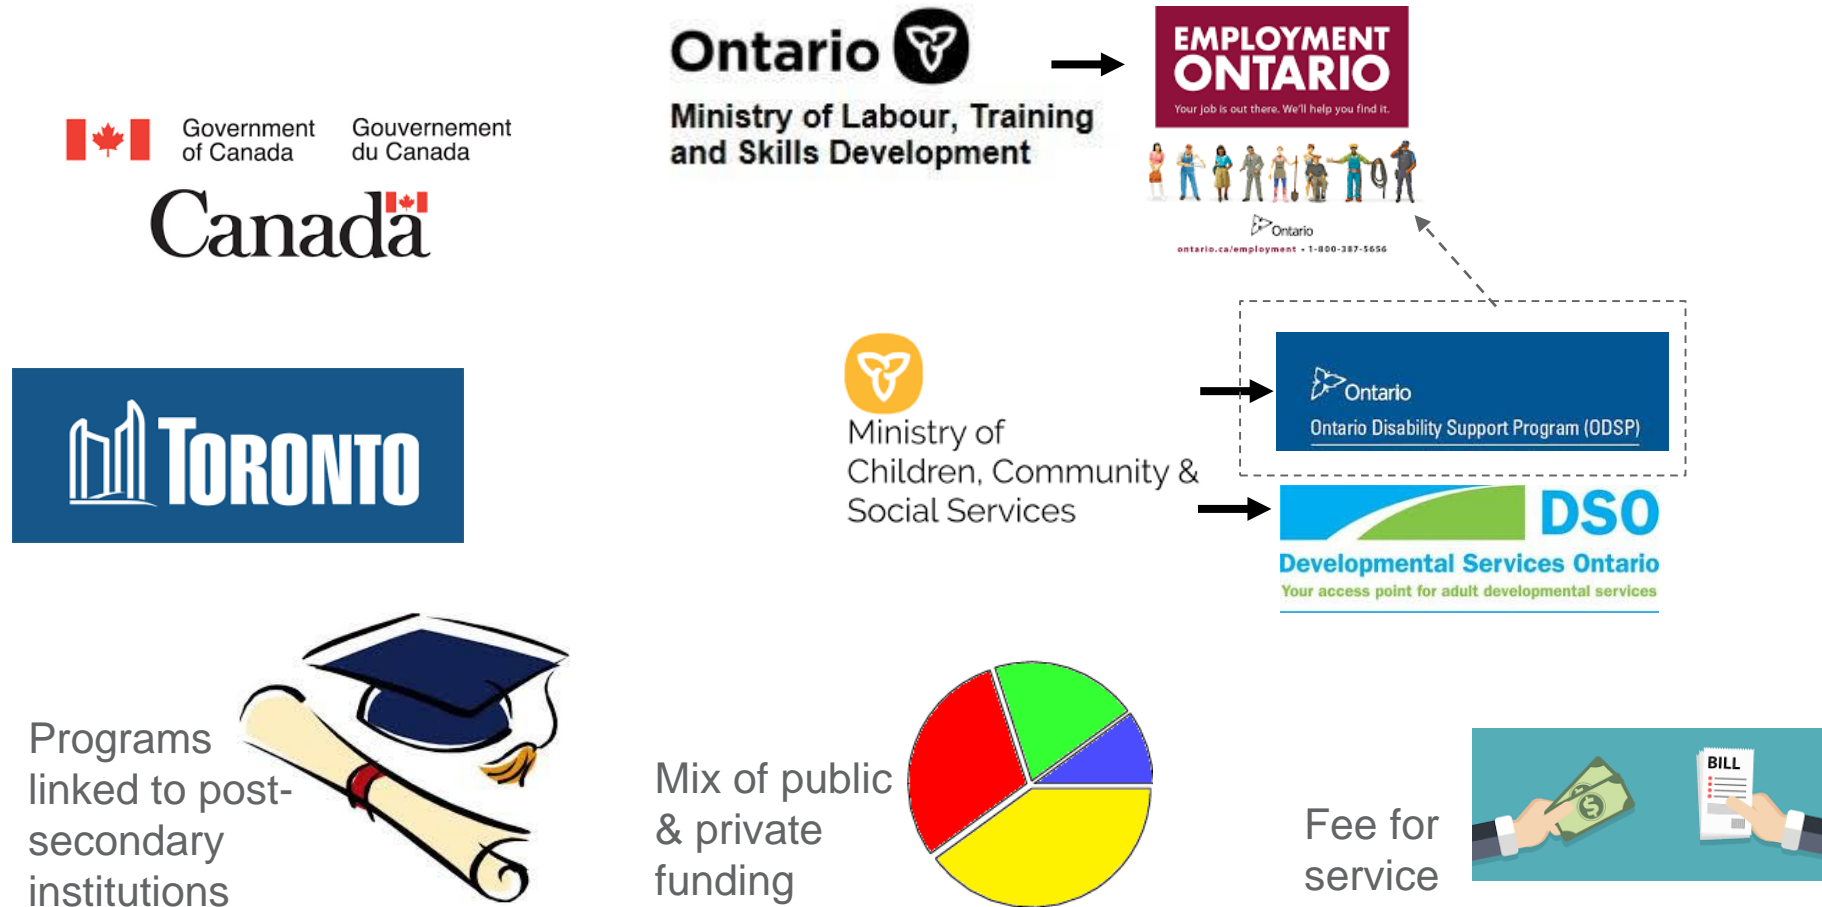 Government
of Canada
Gouvernement
du Canada
Canada
Ontario
Ministry of Labour, Training
and Skills Development
EMPLOYMENT
ONTARIO
Your job is out there. We'll help you find it.
Ontario
ontario.ca/employment • 1-800-387-5656
TORONTO
Ministry of
Children, Community &
Social Services
Ontario
Ontario Disability Support Program (ODSP)
DSO
Developmental Services Ontario
Your access point for adult developmental services
Programs
linked to post-
secondary
institutions
Mix of public
& private
funding
Fee for
service
BILL